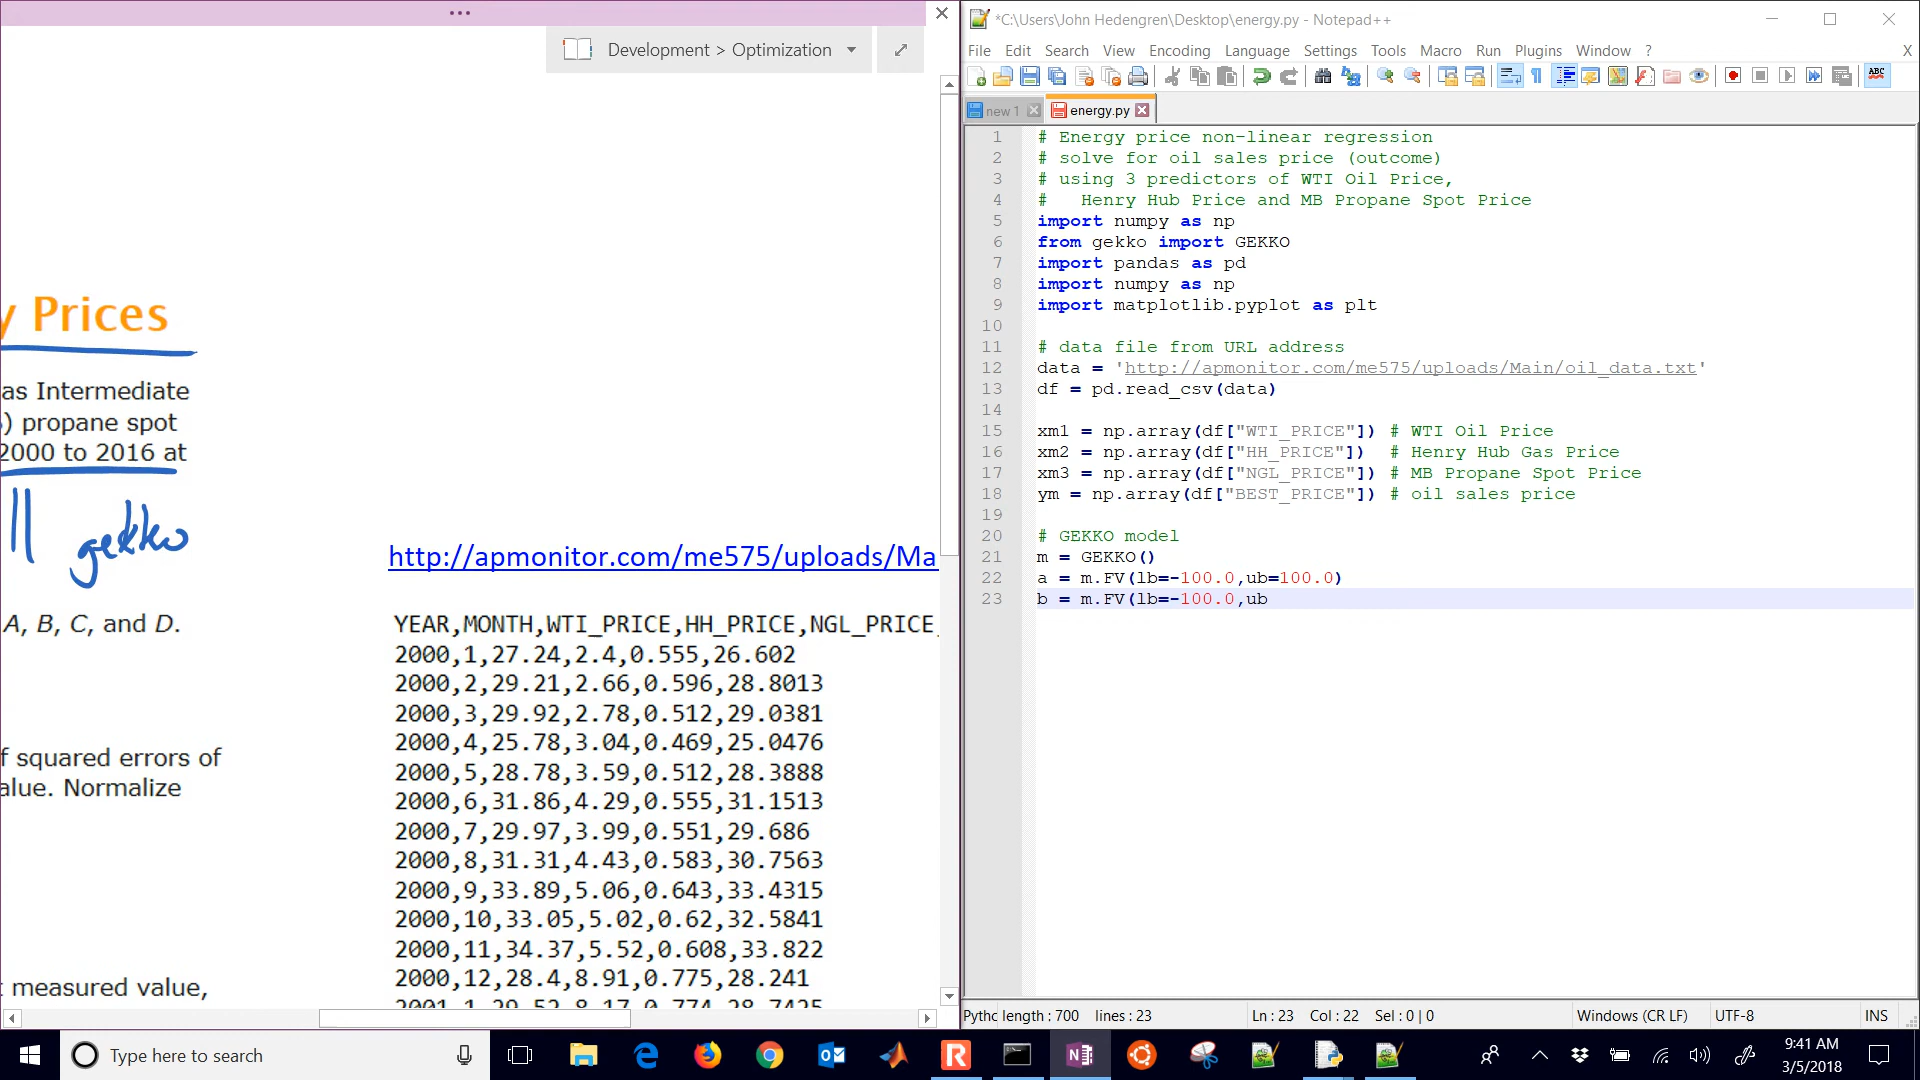 Development > Optimization
y Prices
as Intermediate
) propane spot
2000 to 2016 at
gekko
http://apmonitor.com/me575/uploads/Ma
A, B, C, and D.
YEAR,MONTH,WTI_PRICE,HH_PRICE,NGL_PRICE,
2000,1,27.24,2.4,0.555,26.602
2000,2,29.21,2.66,0.596,28.8013
2000,3,29.92,2.78,0.512,29.0381
2000,4,25.78,3.04,0.469,25.0476
f squared errors of
2000,5,28.78,3.59,0.512,28.3888
alue. Normalize
2000,6,31.86,4.29,0.555,31.1513
2000,7,29.97,3.99,0.551,29.686
2000,8,31.31,4.43,0.583,30.7563
2000,9,33.89,5.06,0.643,33.4315
2000,10,33.05,5.02,0.62,32.5841
2000,11,34.37,5.52,0.608,33.822
2000,12,28.4,8.91,0.775,28.241
measured value,
2001,1,29.52,8.17,0.774,28.7425
*C:\Users\John Hedengren\Desktop\energy.py - Notepad++
File Edit Search View Encoding Language Settings Tools Macro Run Plugins Window ? X
ABC
new 1 energy.py
1 # Energy price non-linear regression
2 # solve for oil sales price (outcome)
3 # using 3 predictors of WTI Oil Price,
4 #   Henry Hub Price and MB Propane Spot Price
5 import numpy as np
6 from gekko import GEKKO
7 import pandas as pd
8 import numpy as np
9 import matplotlib.pyplot as plt
10
11 # data file from URL address
12 data = 'http://apmonitor.com/me575/uploads/Main/oil_data.txt'
13 df = pd.read_csv(data)
14
15 xm1 = np.array(df["WTI_PRICE"]) # WTI Oil Price
16 xm2 = np.array(df["HH_PRICE"])  # Henry Hub Gas Price
17 xm3 = np.array(df["NGL_PRICE"]) # MB Propane Spot Price
18 ym = np.array(df["BEST_PRICE"]) # oil sales price
19
20 # GEKKO model
21 m = GEKKO()
22 a = m.FV(lb=-100.0,ub=100.0)
23 b = m.FV(lb=-100.0,ub
Pythc length : 700 lines : 23 Ln : 23 Col : 22 Sel : 0 | 0 Windows (CR LF) UTF-8 INS
Type here to search
9:41 AM
3/5/2018